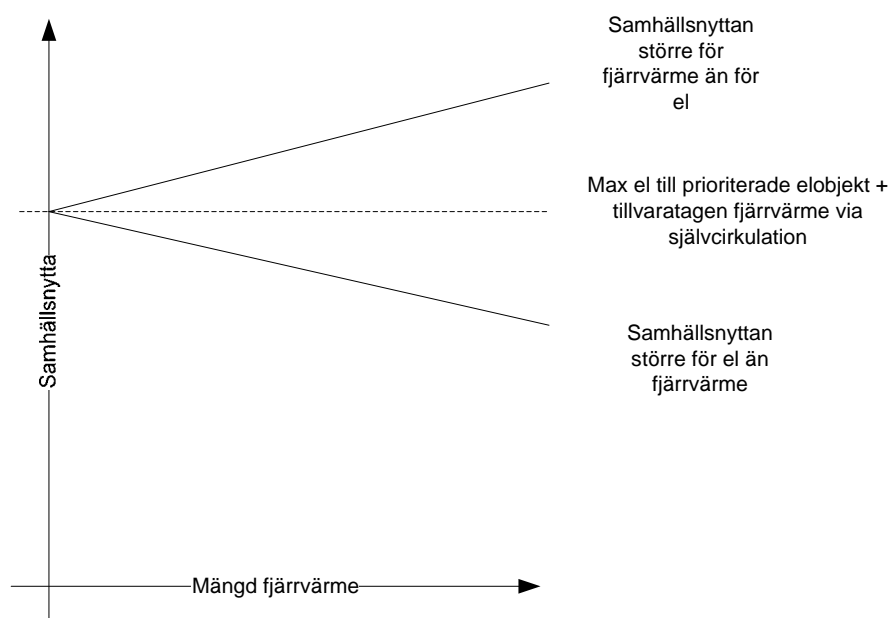 Samhällsnyttan
större för
fjärrvärme än för
el
Max el till prioriterade elobjekt +
tillvaratagen fjärrvärme via
självcirkulation
Samhällsnytta
Samhällsnyttan
större för el än
fjärrvärme
Mängd fjärrvärme